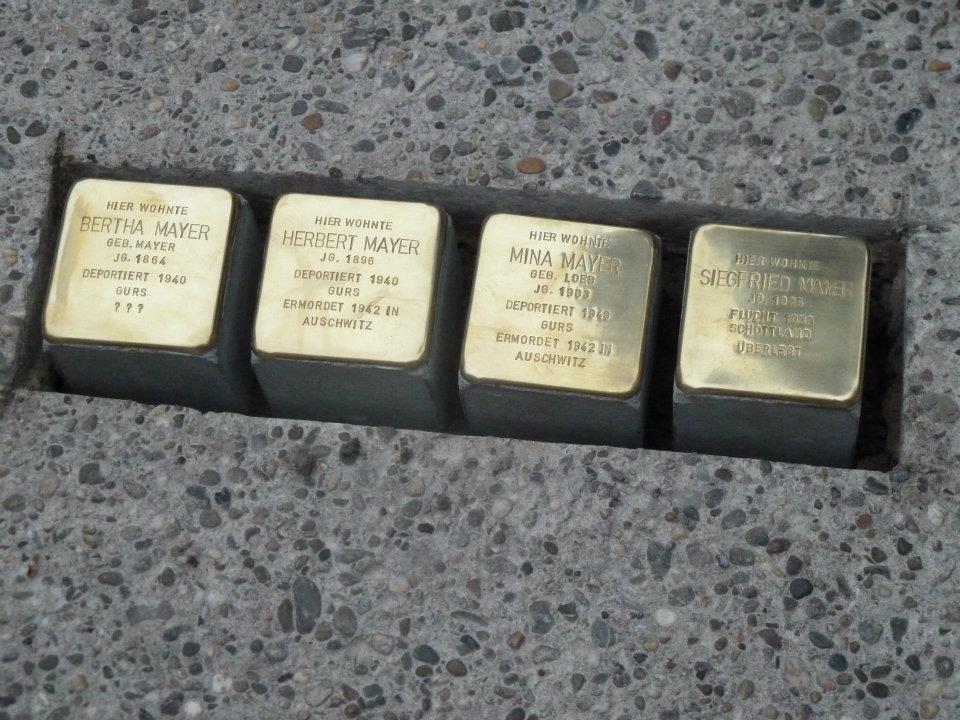 HIER WOHNTE
BERTHA MAYER
GEB. MAYER
JG. 1864
DEPORTIERT 1940
GURS
? ? ?
HIER WOHNTE
HERBERT MAYER
JG. 1896
DEPORTIERT 1940
GURS
ERMORDET 1942 IN
AUSCHWITZ
HIER WOHNTE
MINA MAYER
GEB. LOEB
JG. 1903
DEPORTIERT 1940
GURS
ERMORDET 1942 IN
AUSCHWITZ
HIER WOHNTE
SIEGFRIED MAYER
JG.
FLUCHT
SCHOTTLAND
ÜBERLEBT